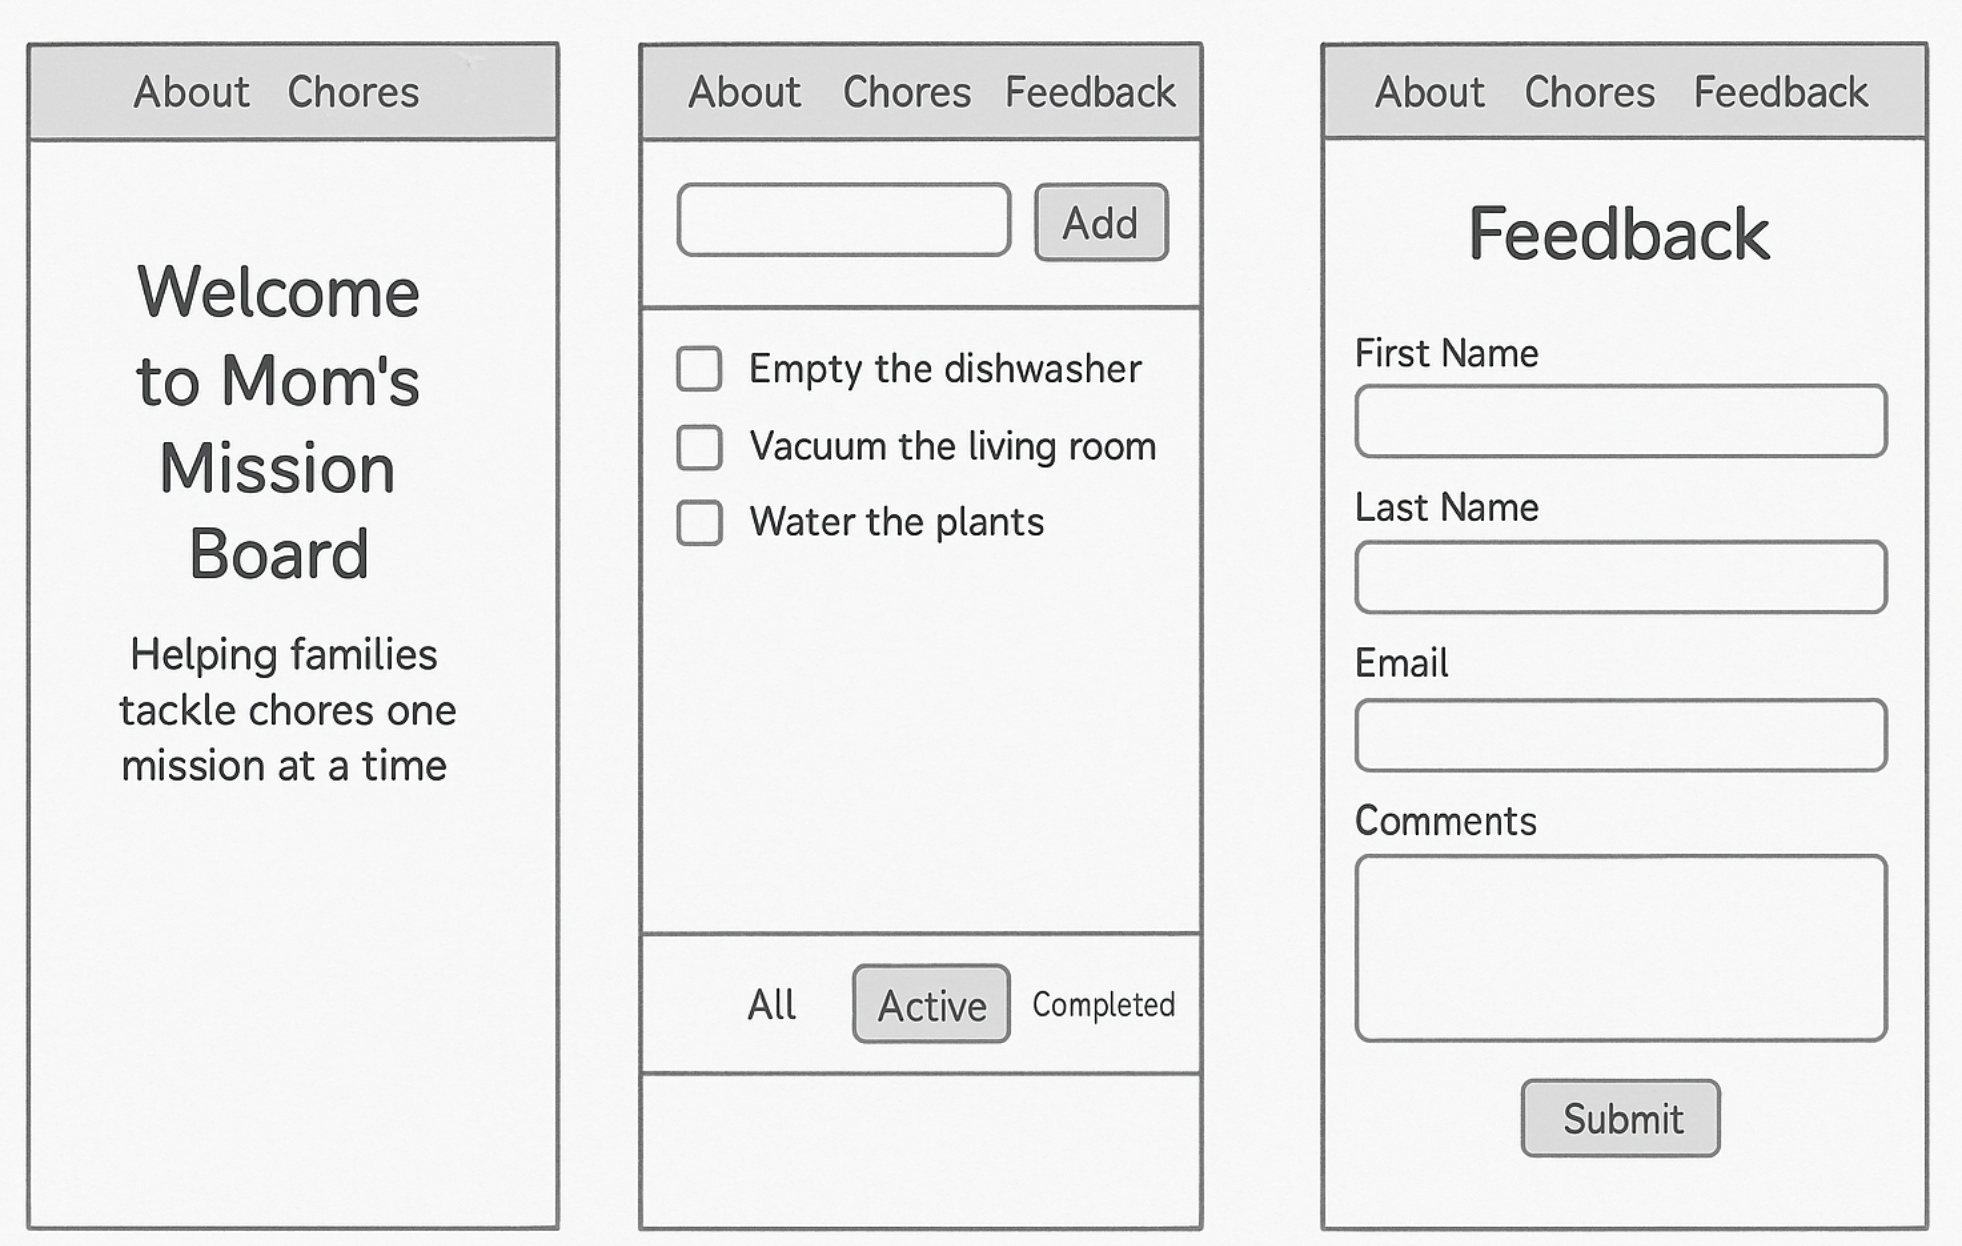 About Chores
Welcome
to Mom's
Mission
Board
Helping families
tackle chores one
mission at a time
About Chores Feedback
Add
Empty the dishwasher
Vacuum the living room
Water the plants
All Active Completed
About Chores Feedback
Feedback
First Name
Last Name
Email
Comments
Submit